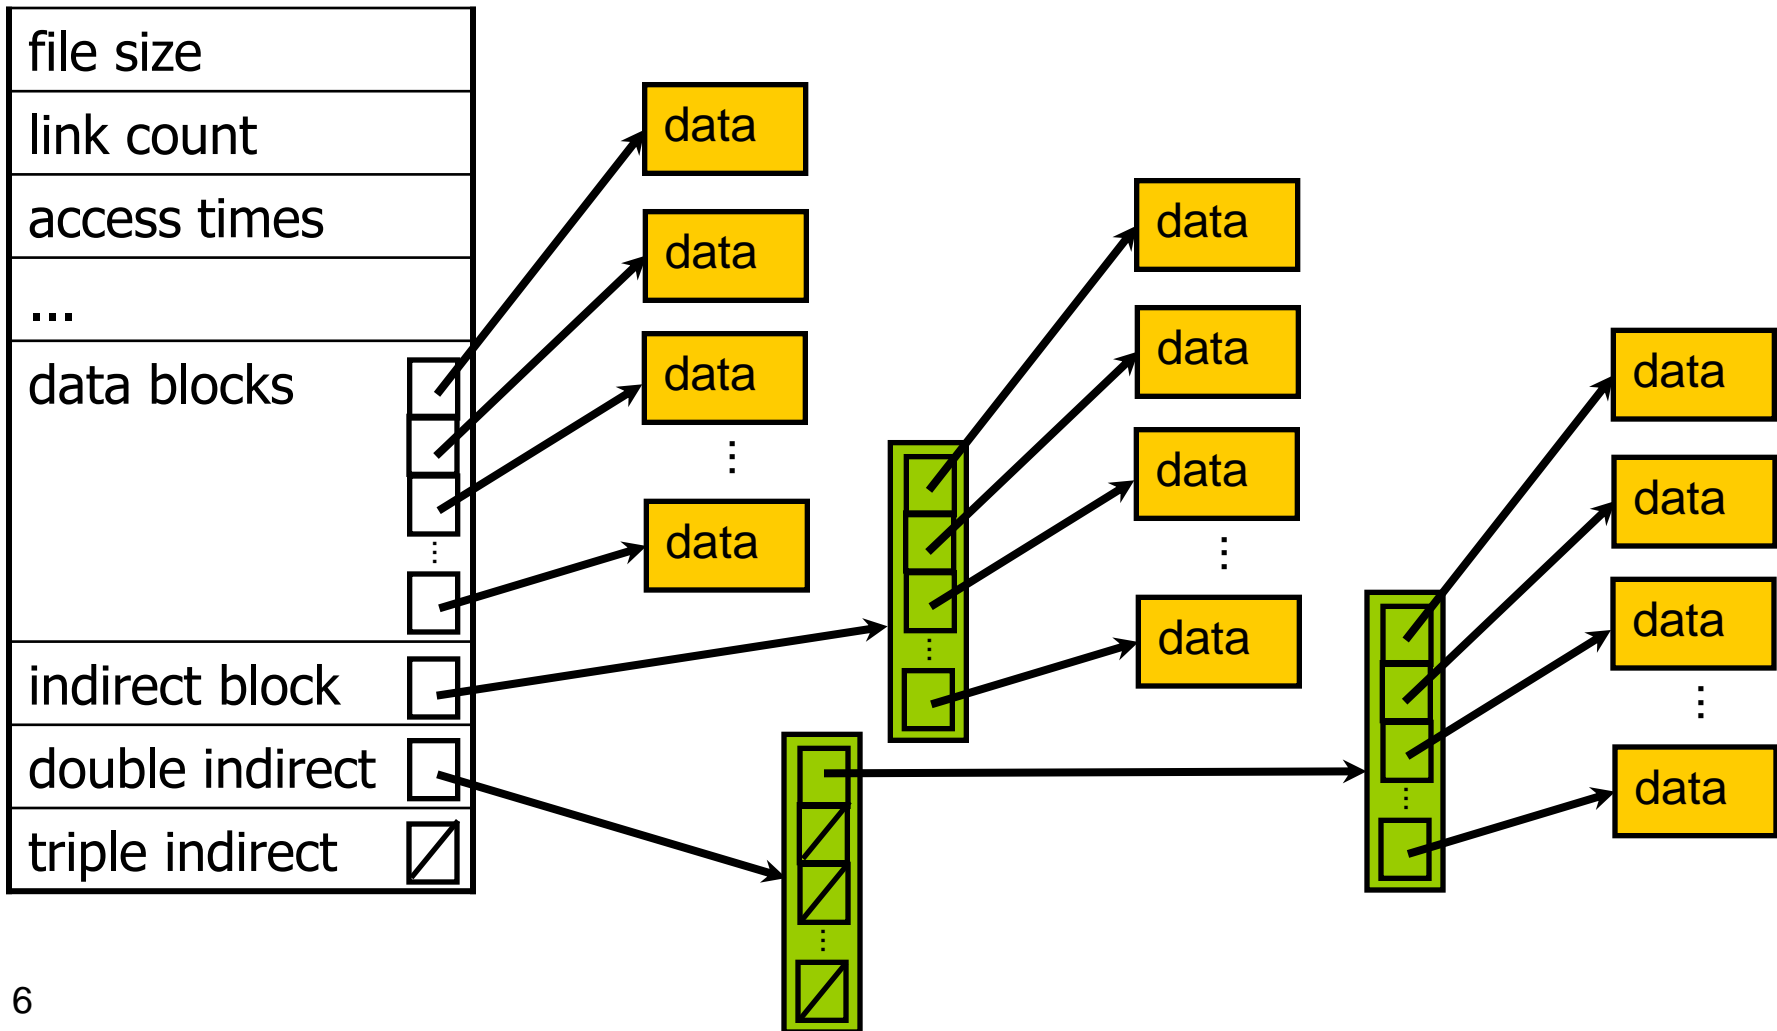 file size
link count
access times
...
data blocks
indirect block
double indirect
triple indirect
data
data
data
...
data
data
data
data
...
data
data
data
data
...
data
6